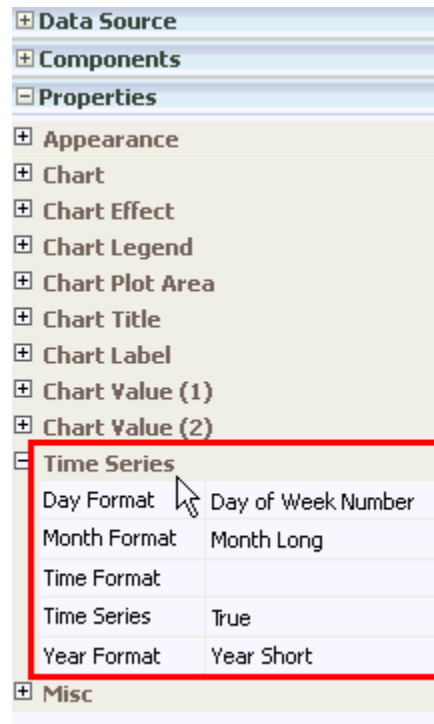 Data Source
Components
Properties
Appearance
Chart
Chart Effect
Chart Legend
Chart Plot Area
Chart Title
Chart Label
Chart Value (1)
Chart Value (2)
Time Series
Day Format Day of Week Number
Month Format Month Long
Time Format
Time Series True
Year Format Year Short
Misc